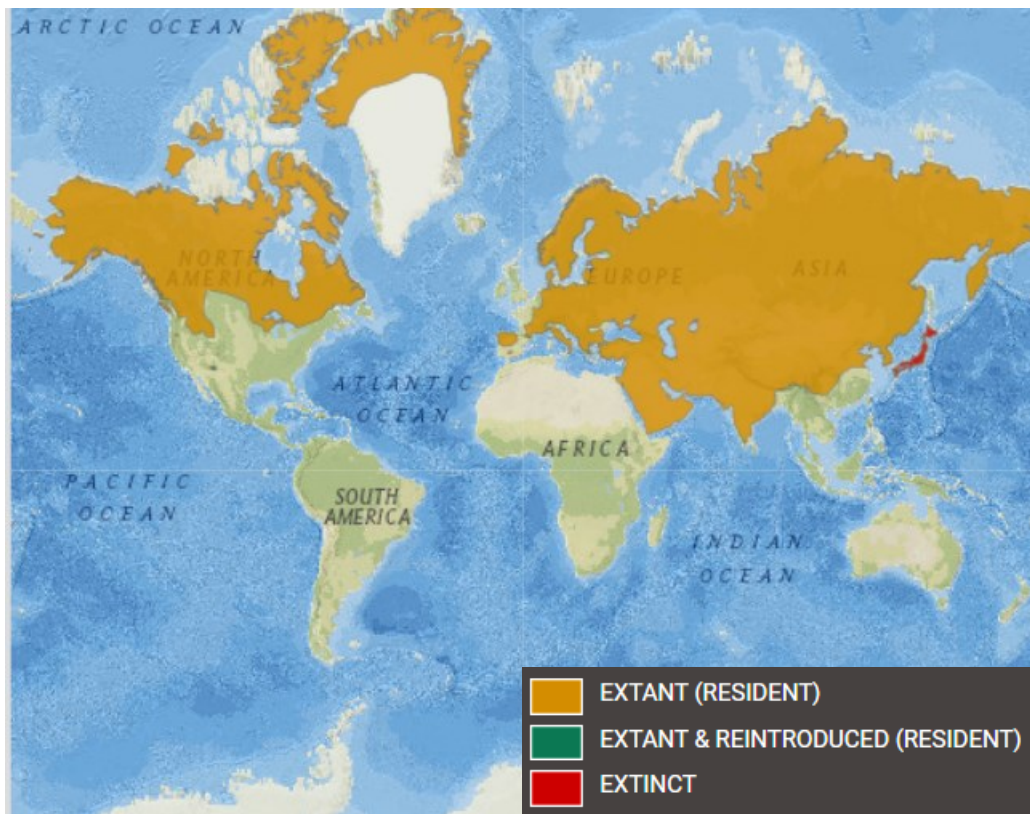 ARCTIC OCEAN
NORTH
AMERICA
EUROPE
ASIA
ATLANTIC
OCEAN
AFRICA
PACIFIC
OCEAN
SOUTH
AMERICA
INDIAN
OCEAN
EXTANT (RESIDENT)
EXTANT & REINTRODUCED (RESIDENT)
EXTINCT